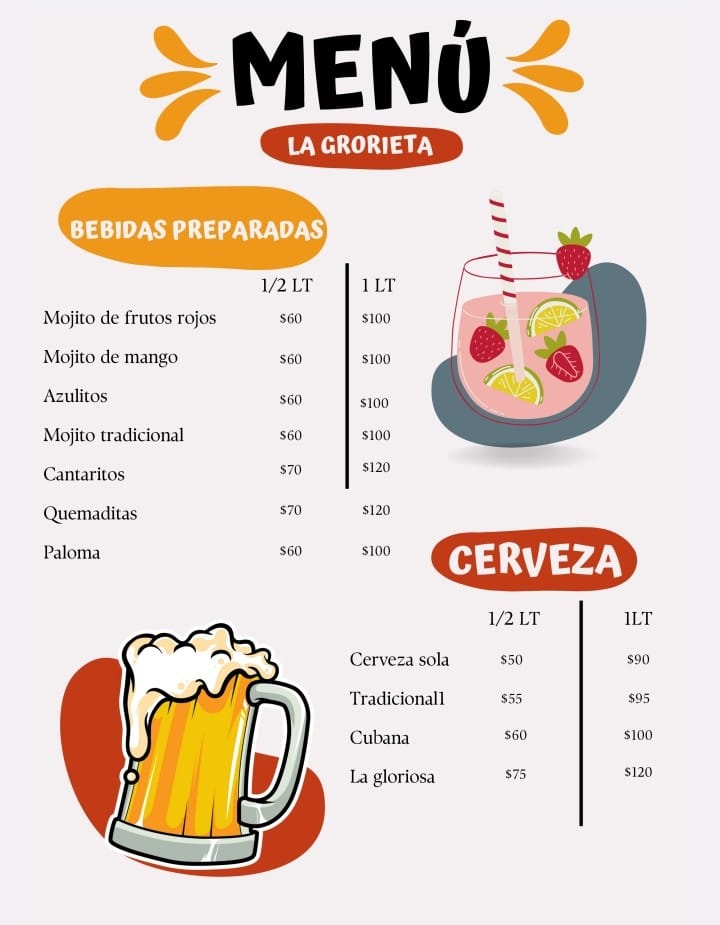 MENÚ
LA GRORIETA
BEBIDAS PREPARADAS
1/2 LT 1 LT
Mojito de frutos rojos $60 $100
Mojito de mango $60 $100
Azulitos $60 $100
Mojito tradicional $60 $100
Cantaritos $70 $120
Quemaditas $70 $120
Paloma $60 $100
CERVEZA
1/2 LT 1LT
Cerveza sola $50 $90
Tradicional1 $55 $95
Cubana $60 $100
La gloriosa $75 $120